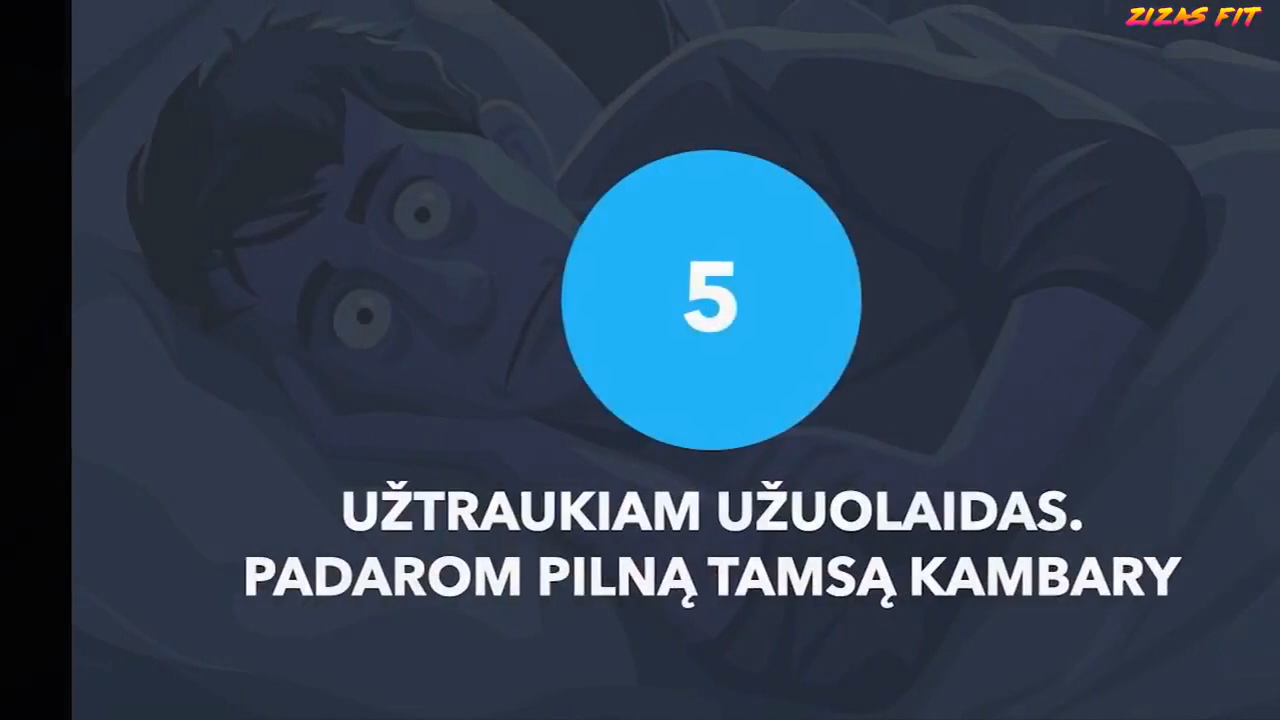 ZIZAS FIT
5
UŽTRAUKIAM UŽUOLAIDAS.
PADAROM PILNĄ TAMSĄ KAMBARY